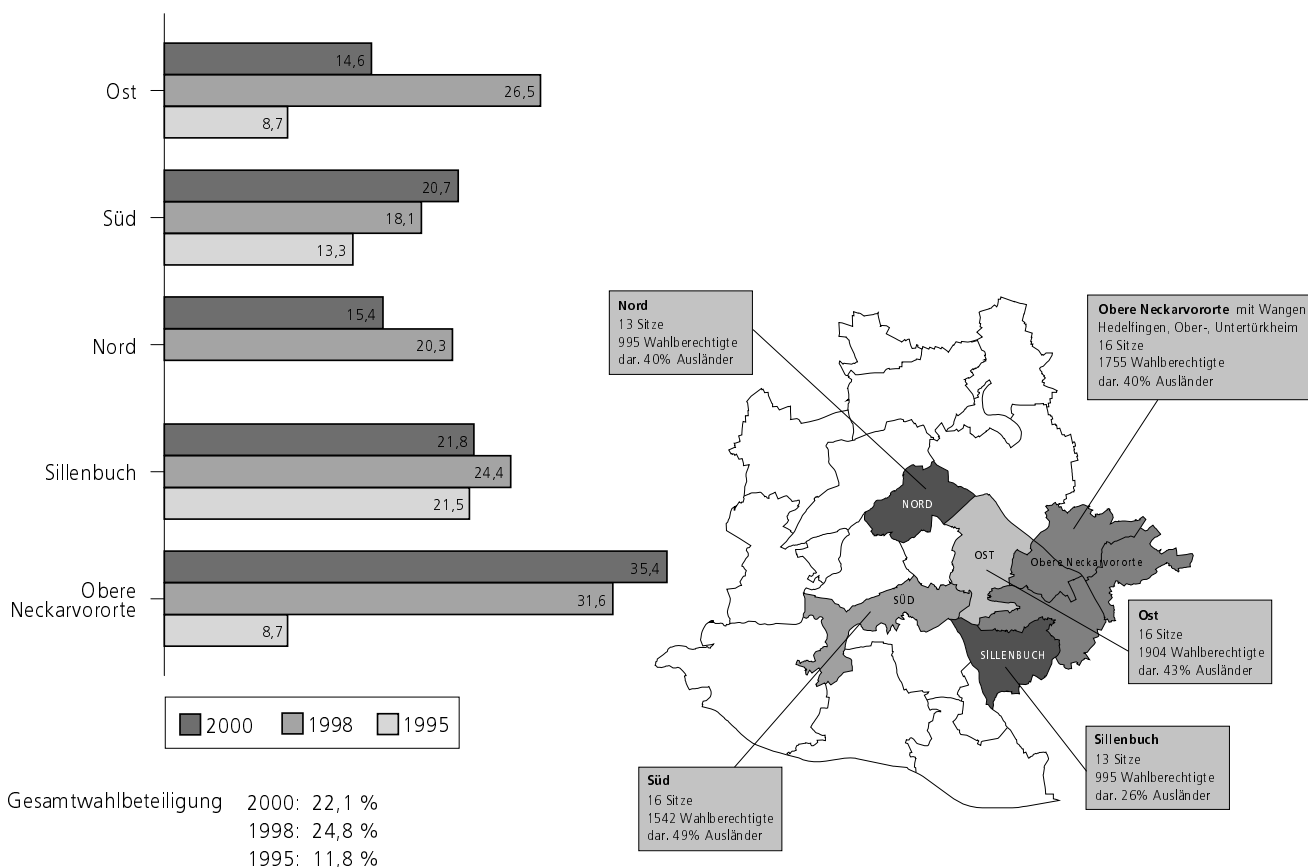 Ost
14,6
26,5
8,7
Süd
20,7
18,1
13,3
Nord
15,4
20,3
Sillenbuch
21,8
24,4
21,5
Obere
Neckarvororte
35,4
31,6
8,7
2000 1998 1995
Gesamtwahlbeteiligung 2000: 22,1 %
1998: 24,8 %
1995: 11,8 %
Nord
13 Sitze
995 Wahlberechtigte
dar. 40% Ausländer
Obere Neckarvororte mit Wangen
Hedelfingen, Ober-, Untertürkheim
16 Sitze
1755 Wahlberechtigte
dar. 40% Ausländer
NORD
OST
Obere Neckarvororte
SÜD
SILLENBUCH
Ost
16 Sitze
1904 Wahlberechtigte
dar. 43% Ausländer
Sillenbuch
13 Sitze
995 Wahlberechtigte
dar. 26% Ausländer
Süd
16 Sitze
1542 Wahlberechtigte
dar. 49% Ausländer